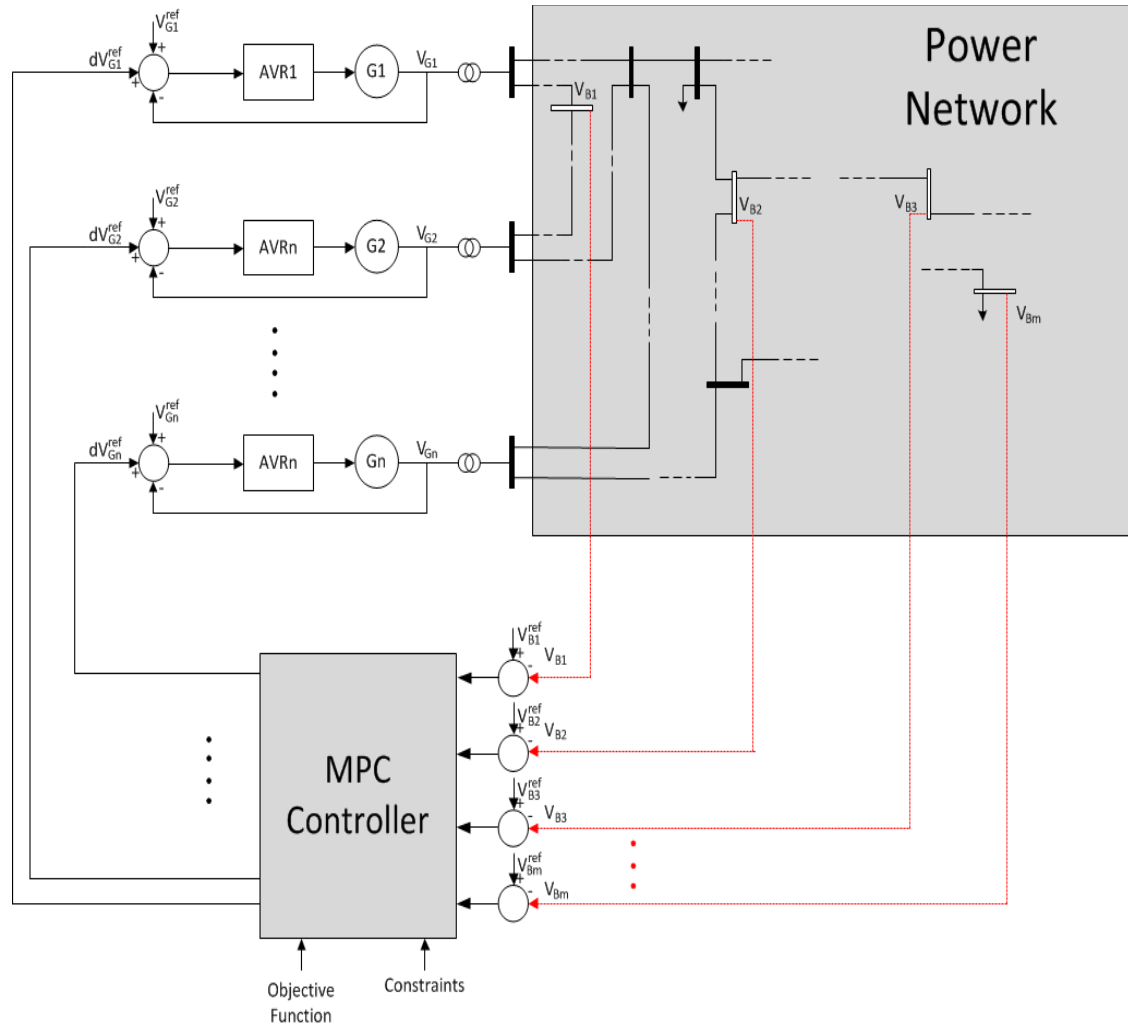 V_G1^ref
dV_G1^ref
+
+
-
AVR1
G1
V_G1
Power
Network
V_B1
V_G2^ref
dV_G2^ref
+
+
-
AVRn
G2
V_G2
V_B2
V_B3
V_Bm
V_Gn^ref
dV_Gn^ref
+
+
-
AVRn
Gn
V_Gn
V_B1^ref
+
-
V_B1
V_B2^ref
+
-
V_B2
MPC
Controller
V_B3^ref
+
-
V_B3
V_Bm^ref
+
-
V_Bm
Objective
Function
Constraints